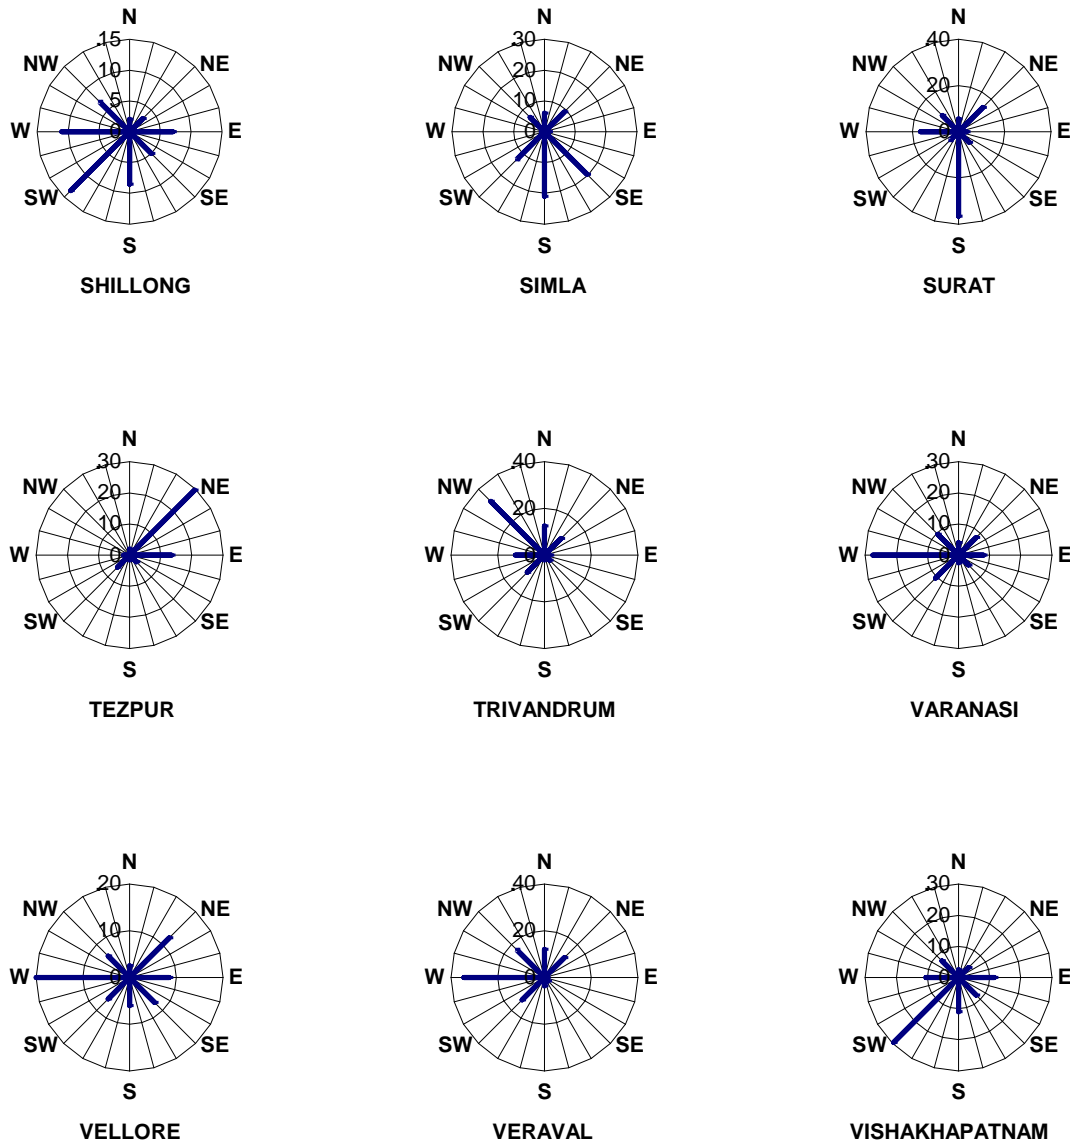 N
15
NW NE
10
5
W 0 E
SW SE
S
SHILLONG
N
30
NW NE
20
10
W 0 E
SW SE
S
SIMLA
N
40
NW NE
20
W 0 E
SW SE
S
SURAT
N
30
NW NE
20
10
W 0 E
SW SE
S
TEZPUR
N
40
NW NE
20
W 0 E
SW SE
S
TRIVANDRUM
N
30
NW NE
20
10
W 0 E
SW SE
S
VARANASI
N
20
NW NE
10
W 0 E
SW SE
S
VELLORE
N
40
NW NE
20
W 0 E
SW SE
S
VERAVAL
N
30
NW NE
20
10
W 0 E
SW SE
S
VISHAKHAPATNAM